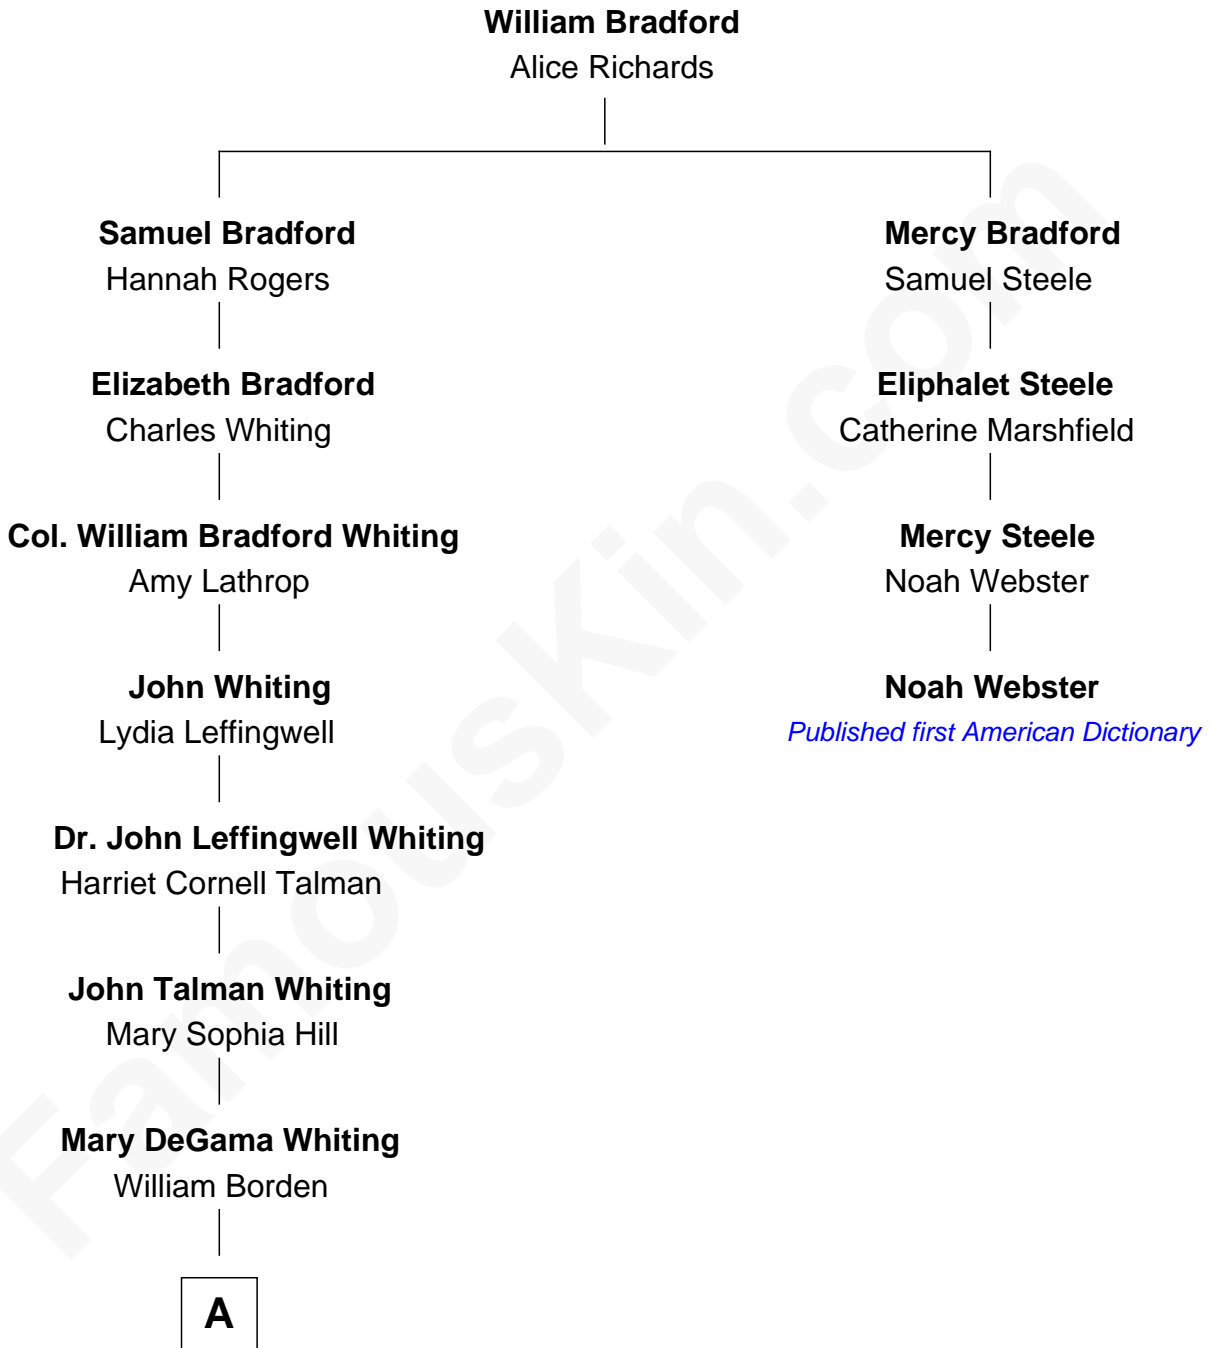 William Bradford
Alice Richards
Samuel Bradford
Hannah Rogers
Mercy Bradford
Samuel Steele
Elizabeth Bradford
Charles Whiting
Eliphalet Steele
Catherine Marshfield
Col. William Bradford Whiting
Amy Lathrop
Mercy Steele
Noah Webster
John Whiting
Lydia Leffingwell
Noah Webster
Published first American Dictionary
Dr. John Leffingwell Whiting
Harriet Cornell Talman
John Talman Whiting
Mary Sophia Hill
Mary DeGama Whiting
William Borden
A
FamousKin.com